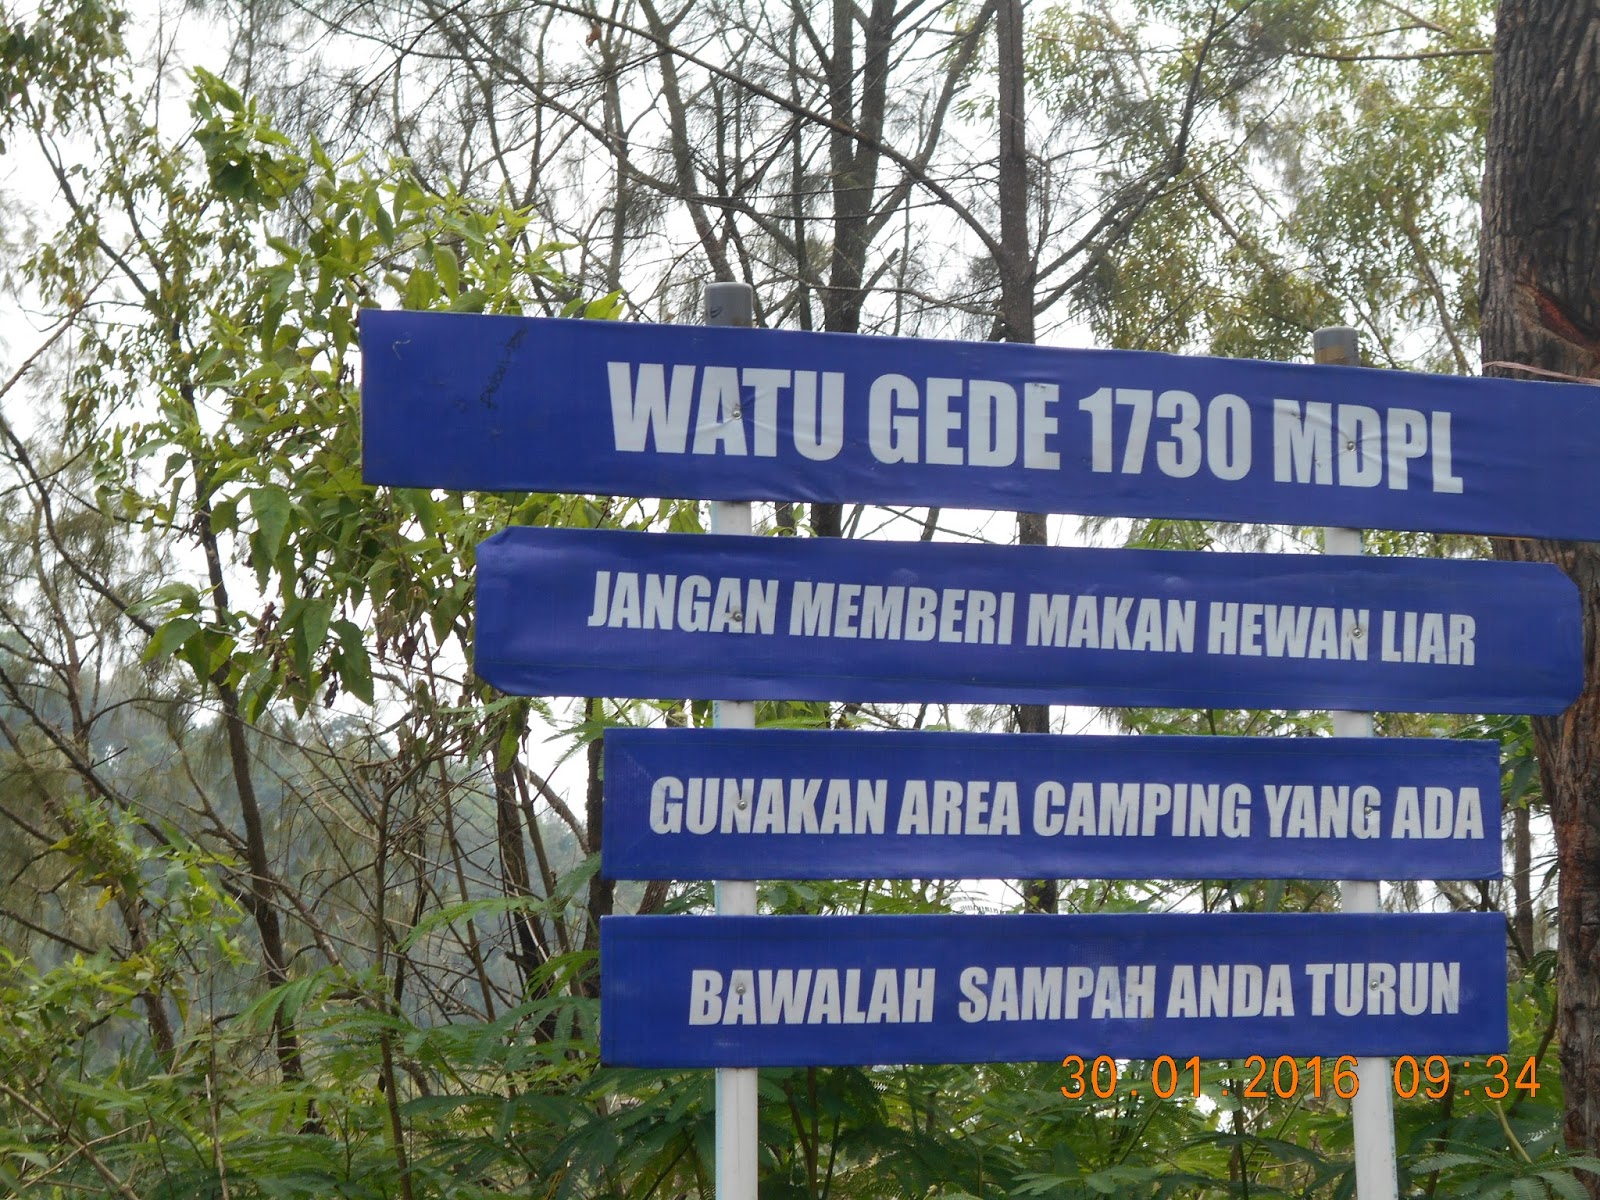 WATU GEDE 1730 MDPL
JANGAN MEMBERI MAKAN HEWAN LIAR
GUNAKAN AREA CAMPING YANG ADA
BAWALAH SAMPAH ANDA TURUN
30.01.2016 09:34